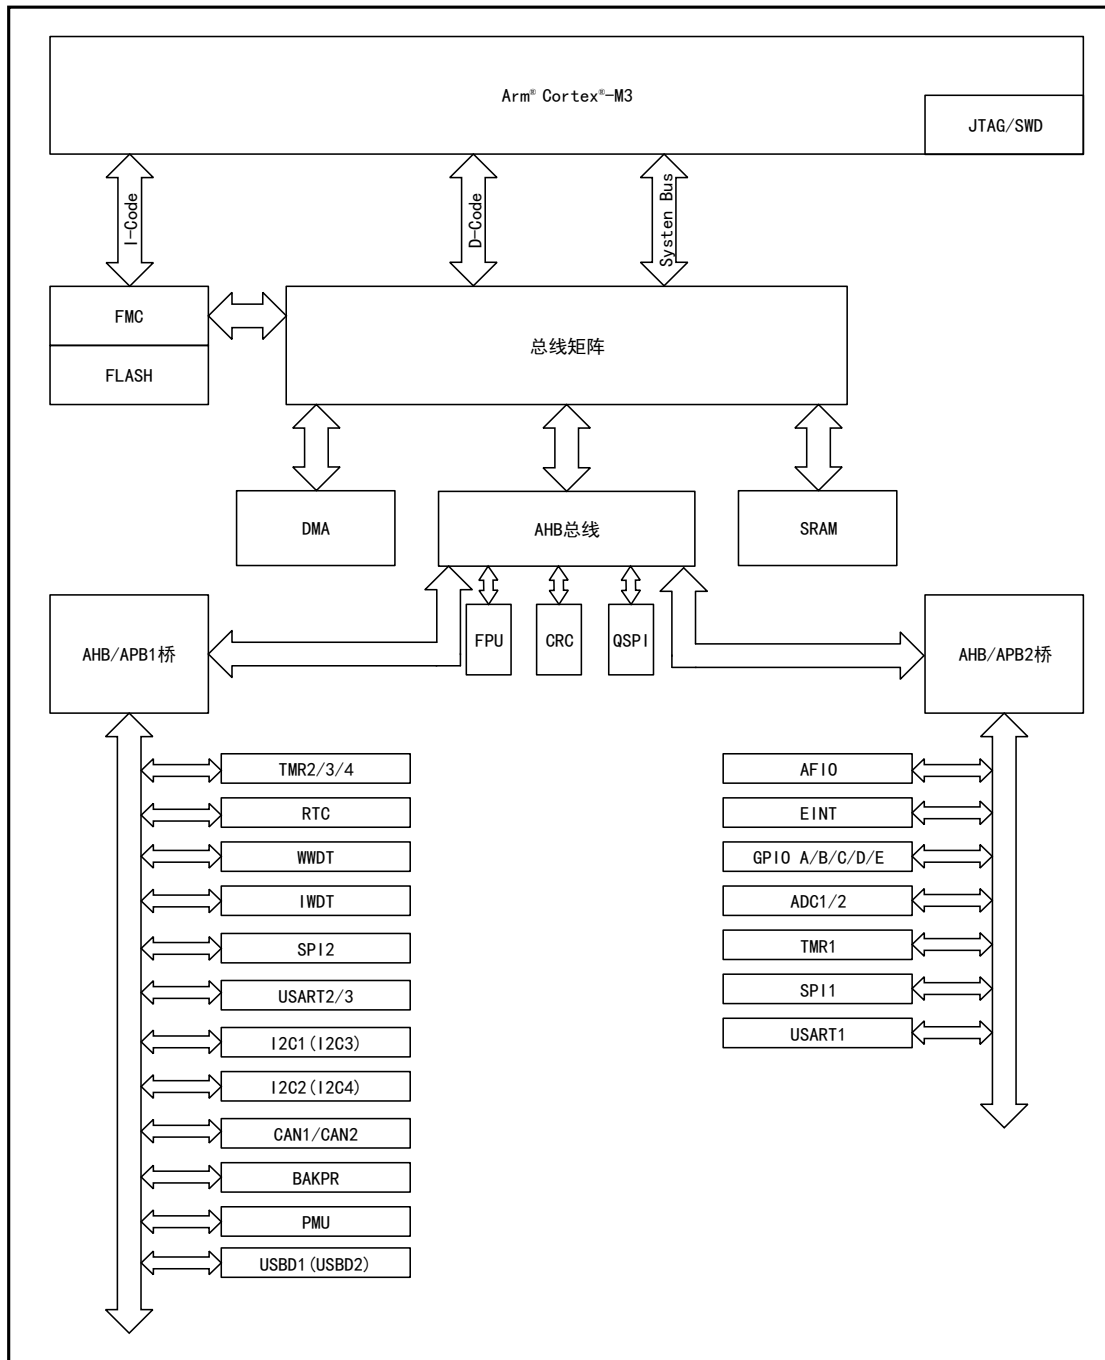 Arm® Cortex®-M3
JTAG/SWD
I-Code
D-Code
Systen Bus
FMC
总线矩阵
FLASH
DMA
AHB总线
SRAM
FPU
CRC
QSPI
AHB/APB1桥
AHB/APB2桥
TMR2/3/4
RTC
WWDT
IWDT
SPI2
USART2/3
I2C1(I2C3)
I2C2(I2C4)
CAN1/CAN2
BAKPR
PMU
USBD1(USBD2)
AFIO
EINT
GPIO A/B/C/D/E
ADC1/2
TMR1
SPI1
USART1